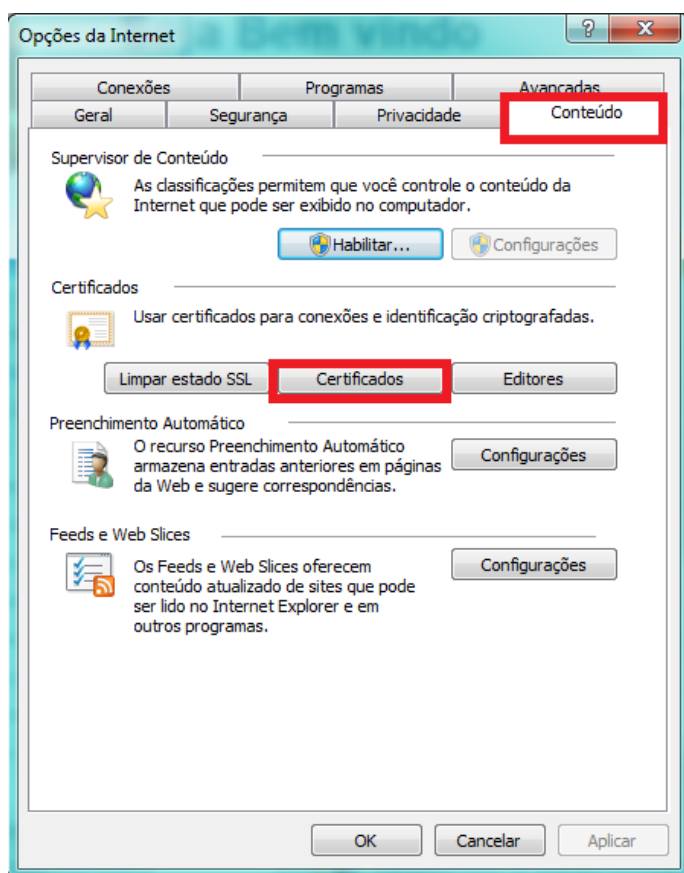 Bem vindo
Opções da Internet
Conexões Programas Avançadas
Geral Segurança Privacidade Conteúdo
Supervisor de Conteúdo
As classificações permitem que você controle o conteúdo da
Internet que pode ser exibido no computador.
Habilitar... Configurações
Certificados
Usar certificados para conexões e identificação criptografadas.
Limpar estado SSL Certificados Editores
Preenchimento Automático
O recurso Preenchimento Automático
armazena entradas anteriores em páginas
da Web e sugere correspondências.
Configurações
Feeds e Web Slices
Os Feeds e Web Slices oferecem
conteúdo atualizado de sites que pode
ser lido no Internet Explorer e em
outros programas.
Configurações
OK Cancelar Aplicar